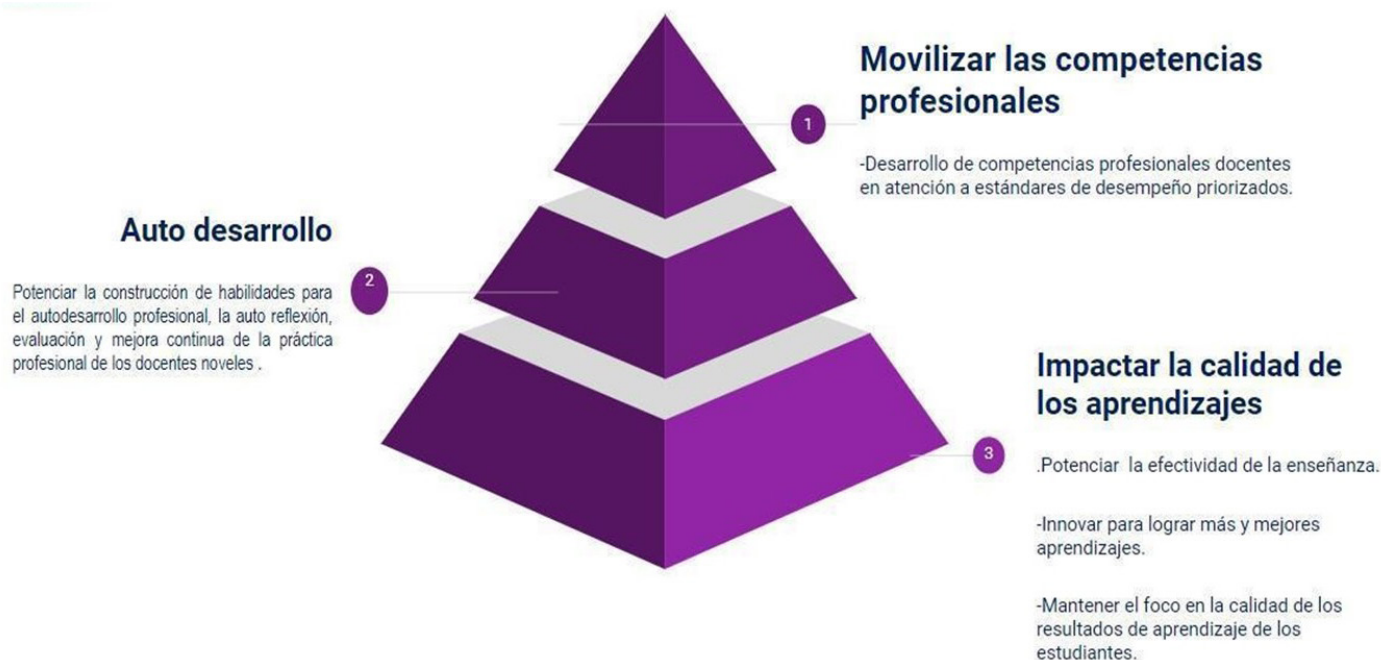 Movilizar las competencias
profesionales
1
-Desarrollo de competencias profesionales docentes
en atención a estándares de desempeño priorizados.
Auto desarrollo
2
Potenciar la construcción de habilidades para
el autodesarrollo profesional, la auto reflexión,
evaluación y mejora continua de la práctica
profesional de los docentes noveles .
Impactar la calidad de
los aprendizajes
3
.Potenciar la efectividad de la enseñanza.
-Innovar para lograr más y mejores
aprendizajes.
-Mantener el foco en la calidad de los
resultados de aprendizaje de los
estudiantes.